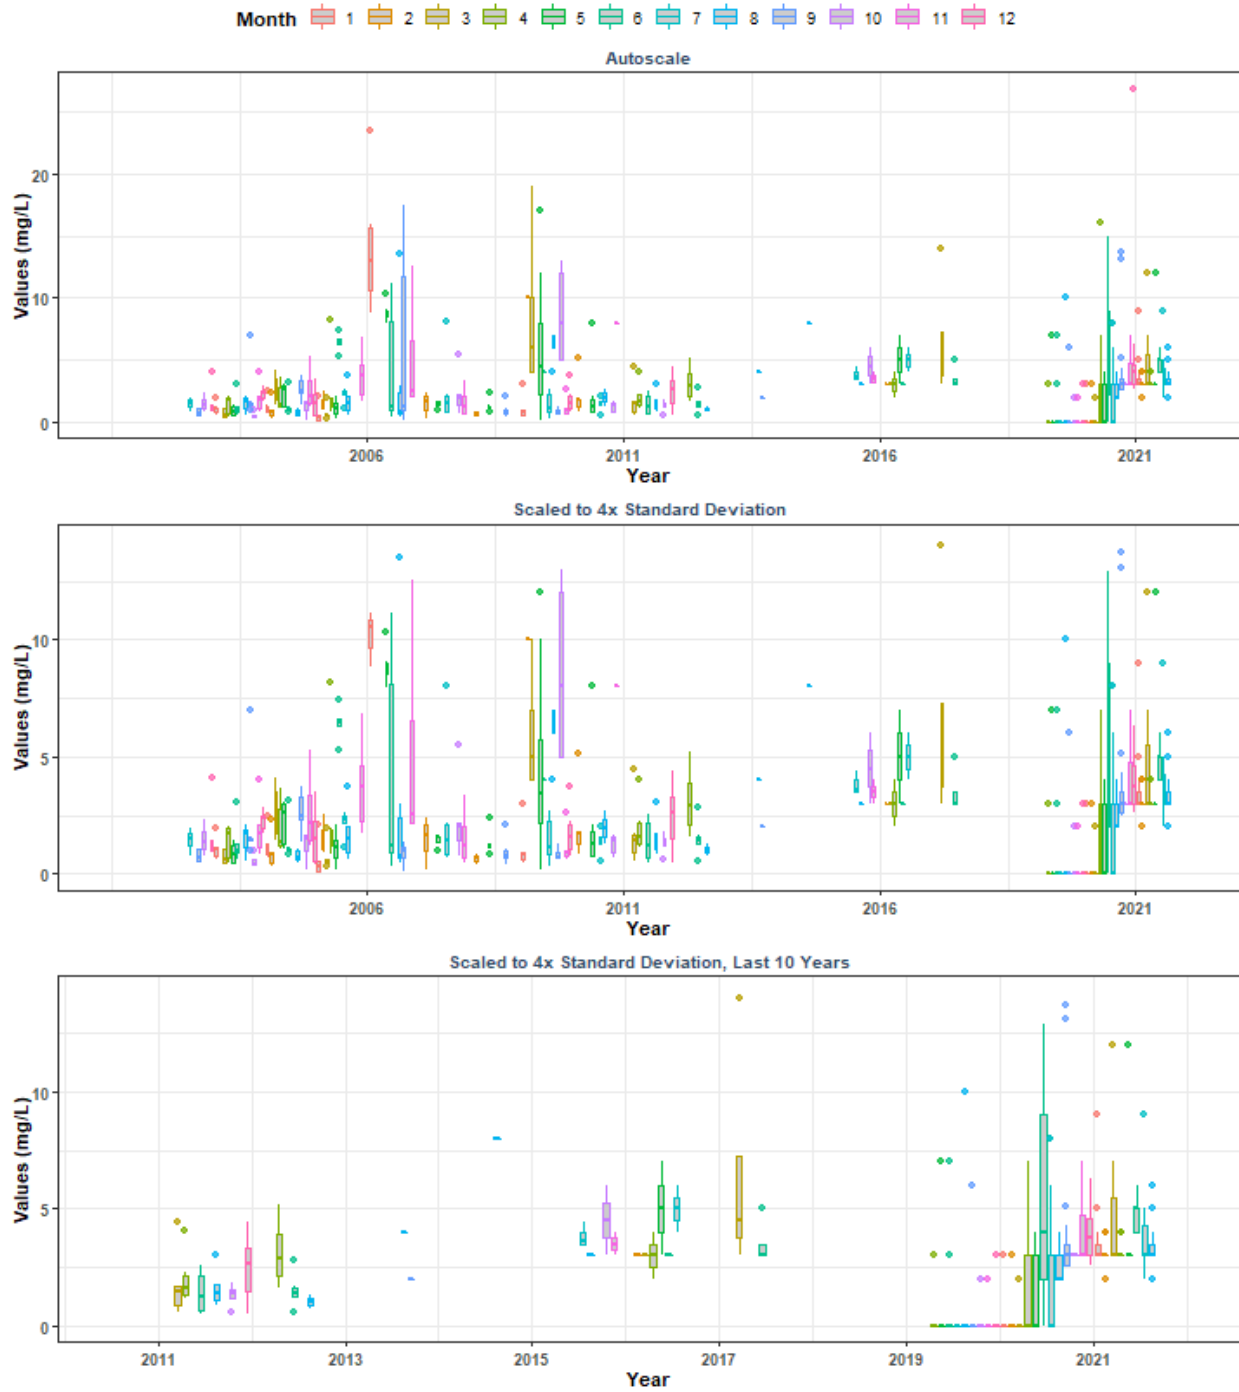 Month 1 2 3 4 5 6 7 8 9 10 11 12
Autoscale
Values (mg/L)
20
10
0
2006 2011 2016 2021
Year
Scaled to 4x Standard Deviation
Values (mg/L)
10
5
0
2006 2011 2016 2021
Year
Scaled to 4x Standard Deviation, Last 10 Years
Values (mg/L)
10
5
0
2011 2013 2015 2017 2019 2021
Year